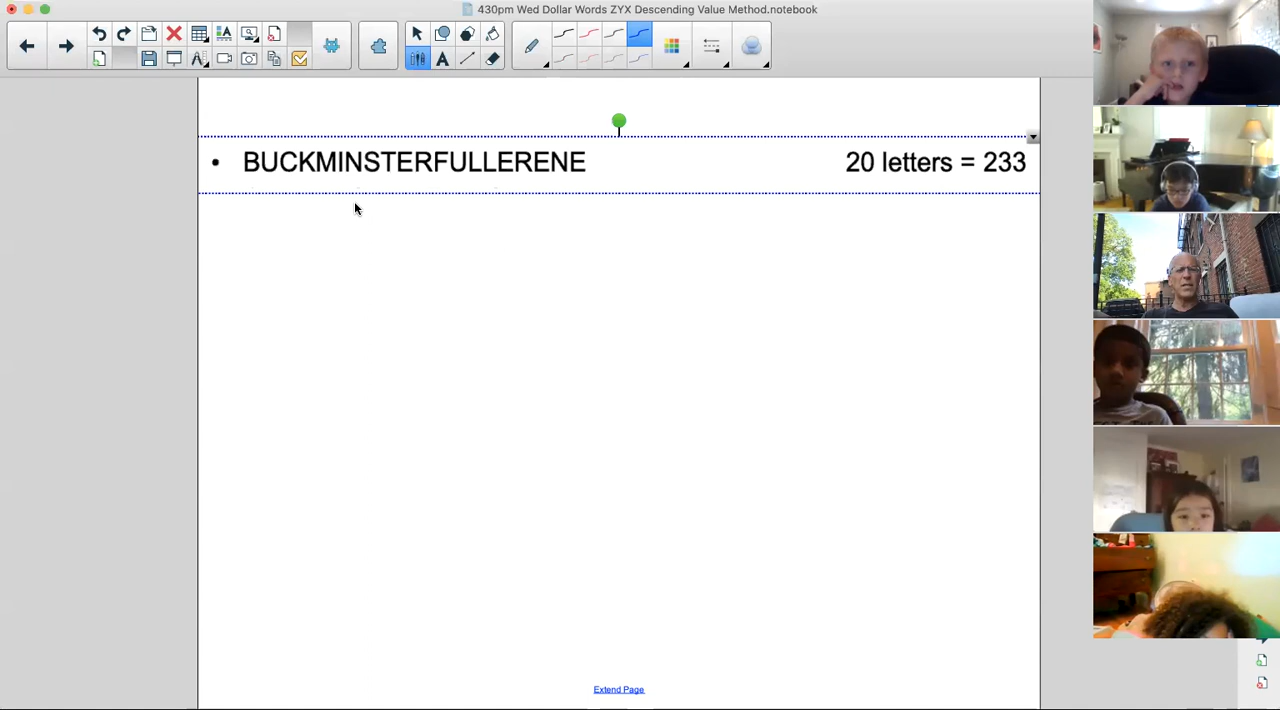 430pm Wed Dollar Words ZYX Descending Value Method.notebook
• BUCKMINSTERFULLERENE 20 letters = 233
Extend Page